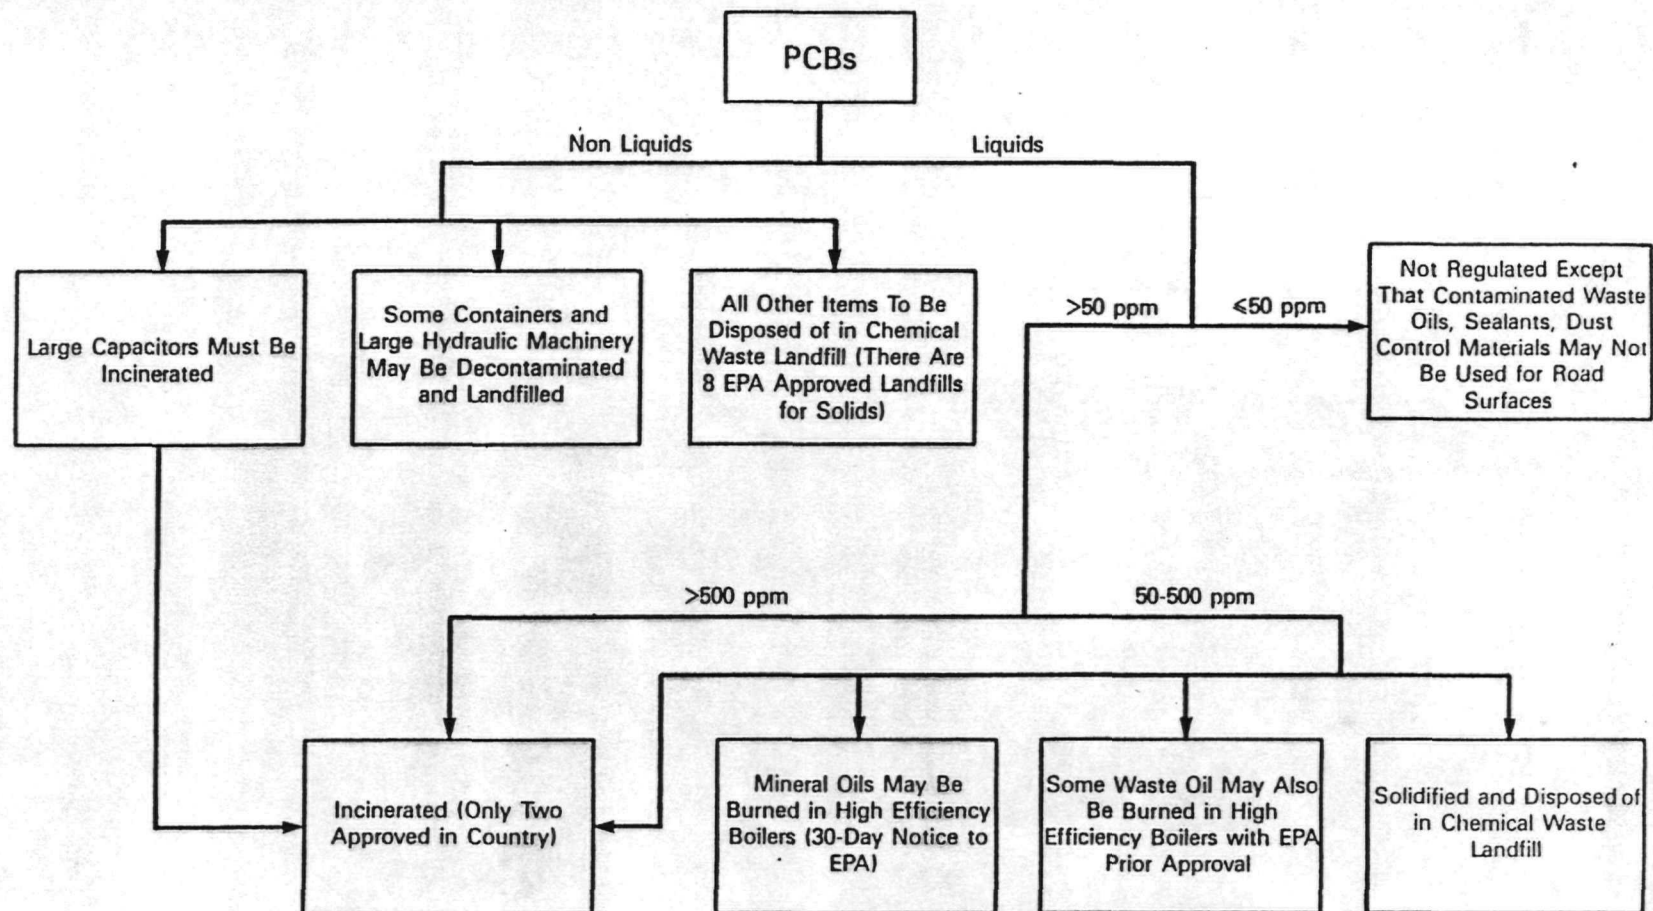 PCBs
Non Liquids
Liquids
Large Capacitors Must Be
Incinerated
Some Containers and
Large Hydraulic Machinery
May Be Decontaminated
and Landfilled
All Other Items To Be
Disposed of in Chemical
Waste Landfill (There Are
8 EPA Approved Landfills
for Solids)
>50 ppm
≤50 ppm
Not Regulated Except
That Contaminated Waste
Oils, Sealants, Dust
Control Materials May Not
Be Used for Road
Surfaces
>500 ppm
50-500 ppm
Incinerated (Only Two
Approved in Country)
Mineral Oils May Be
Burned in High Efficiency
Boilers (30-Day Notice to
EPA)
Some Waste Oil May Also
Be Burned in High
Efficiency Boilers with EPA
Prior Approval
Solidified and Disposed of
in Chemical Waste
Landfill